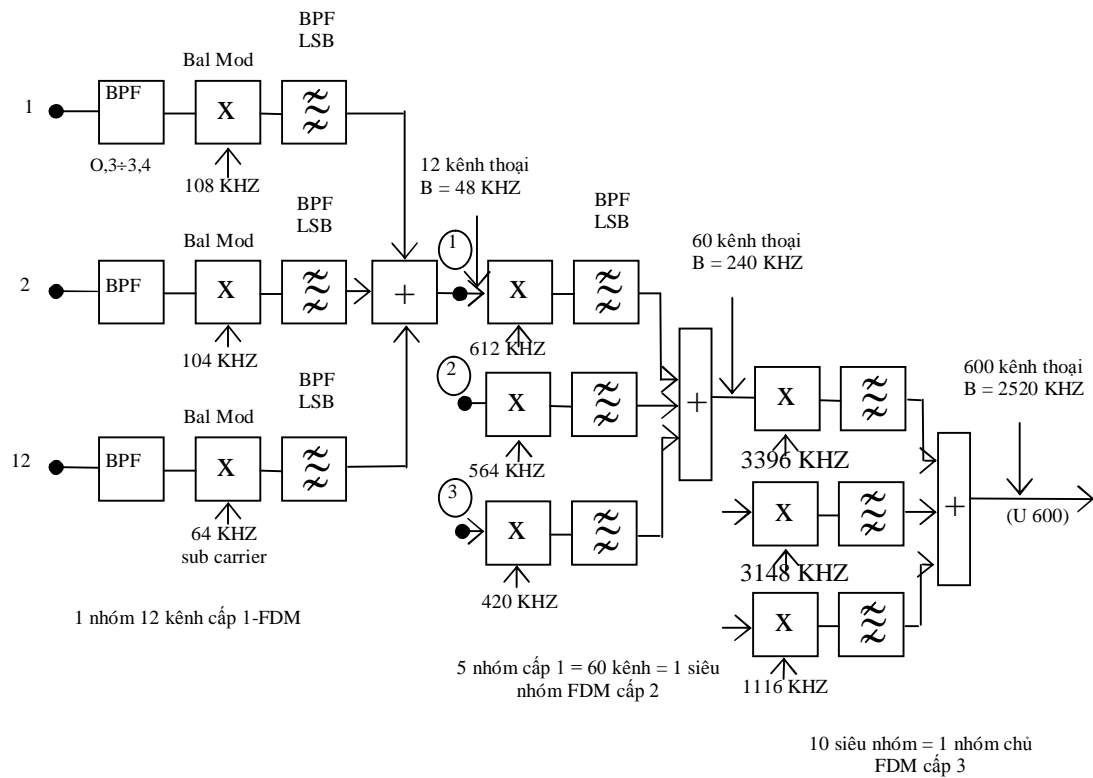 BPF
LSB
Bal Mod
1
BPF
X
O,3÷3,4
108 KHZ
BPF
LSB
Bal Mod
2
BPF
X
104 KHZ
BPF
LSB
Bal Mod
12
BPF
X
64 KHZ
sub carrier
+
1 nhóm 12 kênh cấp 1-FDM
12 kênh thoại
B = 48 KHZ
BPF
LSB
1
X
612 KHZ
2
X
564 KHZ
3
X
420 KHZ
+
5 nhóm cấp 1 = 60 kênh = 1 siêu
nhóm FDM cấp 2
60 kênh thoại
B = 240 KHZ
X
3396 KHZ
X
3148 KHZ
X
1116 KHZ
+
600 kênh thoại
B = 2520 KHZ
(U 600)
10 siêu nhóm = 1 nhóm chủ
FDM cấp 3